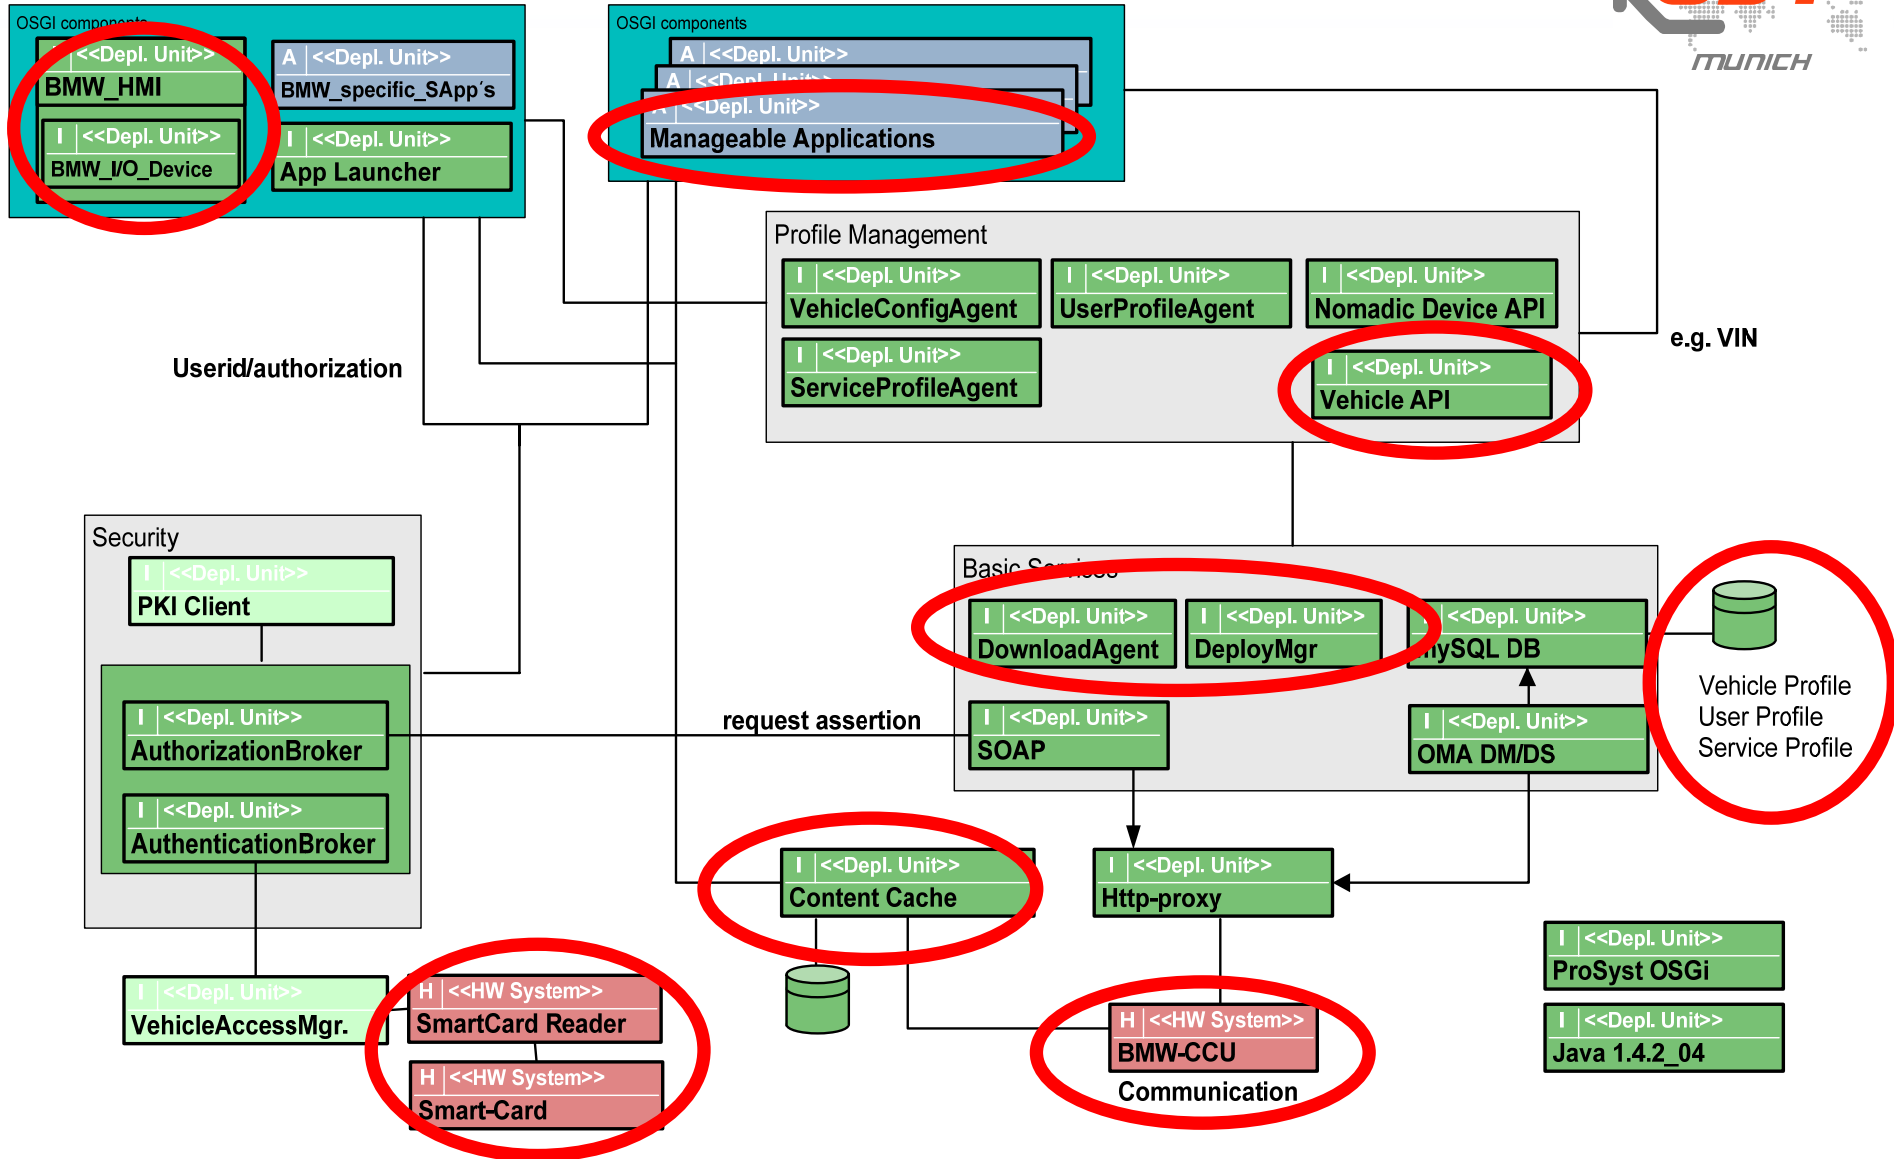 OSGI components
I <<Depl. Unit>>
BMW_HMI
I <<Depl. Unit>>
BMW_I/O_Device
A <<Depl. Unit>>
BMW_specific_SApp´s
I <<Depl. Unit>>
App Launcher
OSGI components
A <<Depl. Unit>>
A <<Depl. Unit>>
A <<Depl. Unit>>
Manageable Applications
MUNICH
Profile Management
I <<Depl. Unit>>
VehicleConfigAgent
I <<Depl. Unit>>
UserProfileAgent
I <<Depl. Unit>>
Nomadic Device API
I <<Depl. Unit>>
ServiceProfileAgent
I <<Depl. Unit>>
Vehicle API
e.g. VIN
Userid/authorization
Security
I <<Depl. Unit>>
PKI Client
I <<Depl. Unit>>
AuthorizationBroker
I <<Depl. Unit>>
AuthenticationBroker
request assertion
Basic Services
I <<Depl. Unit>>
DownloadAgent
I <<Depl. Unit>>
DeployMgr
I <<Depl. Unit>>
mySQL DB
I <<Depl. Unit>>
SOAP
I <<Depl. Unit>>
OMA DM/DS
Vehicle Profile
User Profile
Service Profile
I <<Depl. Unit>>
Content Cache
I <<Depl. Unit>>
Http-proxy
I <<Depl. Unit>>
VehicleAccessMgr.
H <<HW System>>
SmartCard Reader
H <<HW System>>
Smart-Card
H <<HW System>>
BMW-CCU
Communication
I <<Depl. Unit>>
ProSyst OSGi
I <<Depl. Unit>>
Java 1.4.2_04